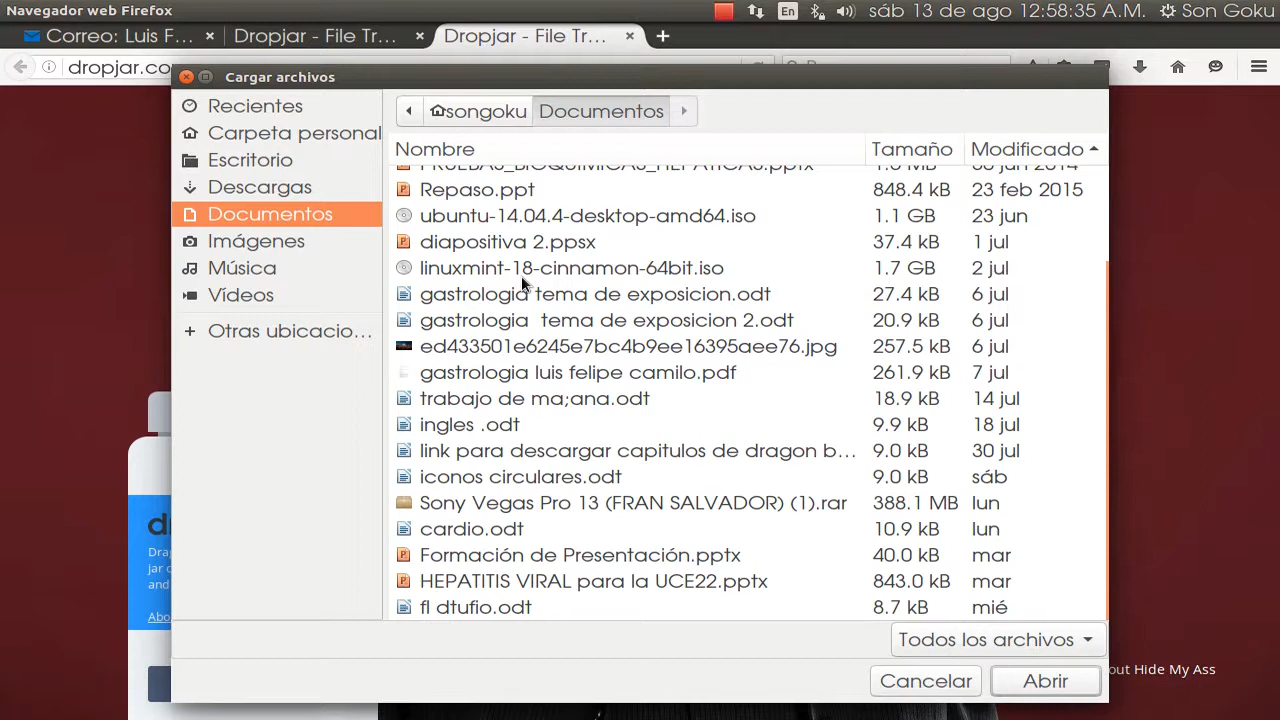 Navegador web Firefox
En
sáb 13 de ago 12:58:35 A.M.
Son Goku
Correo: Luis F... ×
Dropjar - File Tr... ×
Dropjar - File Tr... ×
dropjar.co
Cargar archivos
Recientes
Carpeta personal
Escritorio
Descargas
Documentos
Imágenes
Música
Vídeos
Otras ubicacio...
songoku
Documentos
Nombre Tamaño Modificado
PRUEBAS_BIOQUIMICAS_HEPATICAS.pptx
Repaso.ppt 848.4 kB 23 feb 2015
ubuntu-14.04.4-desktop-amd64.iso 1.1 GB 23 jun
diapositiva 2.ppsx 37.4 kB 1 jul
linuxmint-18-cinnamon-64bit.iso 1.7 GB 2 jul
gastrologia tema de exposicion.odt 27.4 kB 6 jul
gastrologia  tema de exposicion 2.odt 20.9 kB 6 jul
ed433501e6245e7bc4b9ee16395aee76.jpg 257.5 kB 6 jul
gastrologia luis felipe camilo.pdf 261.9 kB 7 jul
trabajo de ma;ana.odt 18.9 kB 14 jul
ingles .odt 9.9 kB 18 jul
link para descargar capitulos de dragon b... 9.0 kB 30 jul
iconos circulares.odt 9.0 kB sáb
Sony Vegas Pro 13 (FRAN SALVADOR) (1).rar 388.1 MB lun
cardio.odt 10.9 kB lun
Formación de Presentación.pptx 40.0 kB mar
HEPATITIS VIRAL para la UCE22.pptx 843.0 kB mar
fl dtufio.odt 8.7 kB mié
Todos los archivos
Cancelar
Abrir
d
Drap
jar c
and
Abo
out Hide My Ass